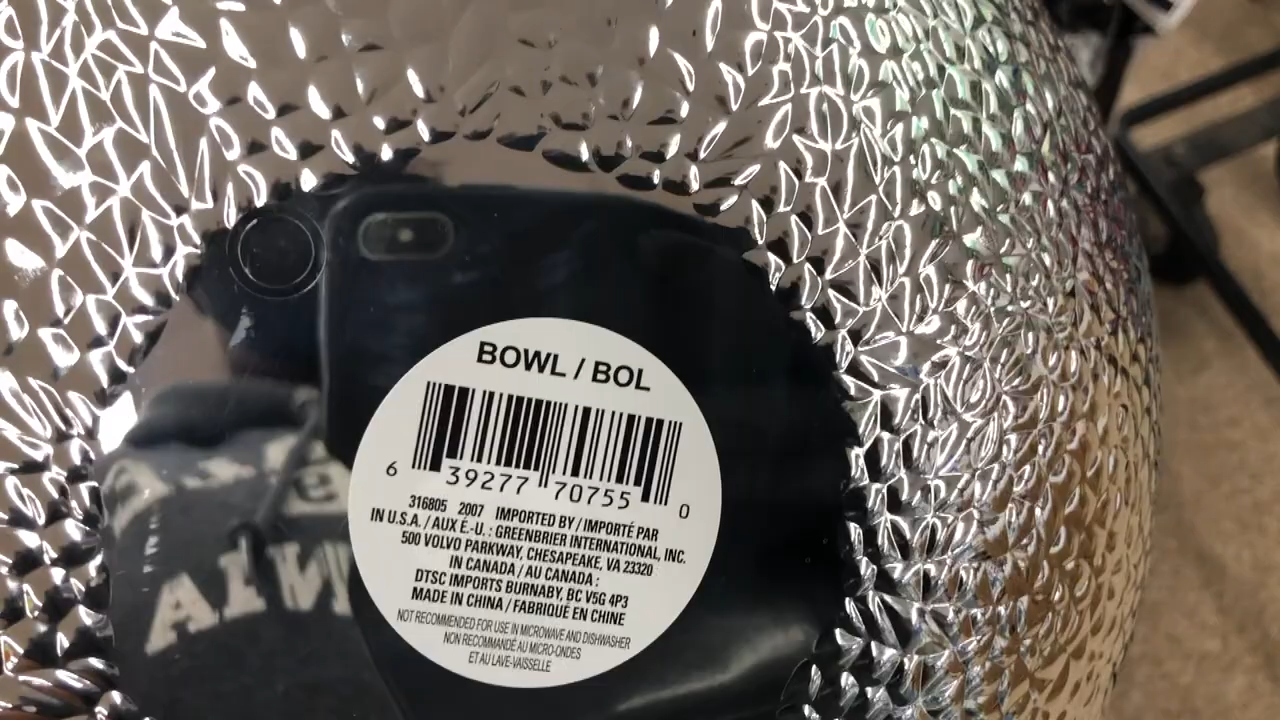 BOWL / BOL
6 39277 70755 0
316805 2007 IMPORTED BY / IMPORTÉ PAR
IN U.S.A. / AUX É.-U. : GREENBRIER INTERNATIONAL, INC.
500 VOLVO PARKWAY, CHESAPEAKE, VA 23320
IN CANADA / AU CANADA :
DTSC IMPORTS BURNABY, BC V5G 4P3
MADE IN CHINA / FABRIQUÉ EN CHINE
NOT RECOMMENDED FOR USE IN MICROWAVE AND DISHWASHER
NON RECOMMANDÉ AU MICRO-ONDES
ET AU LAVE-VAISSELLE